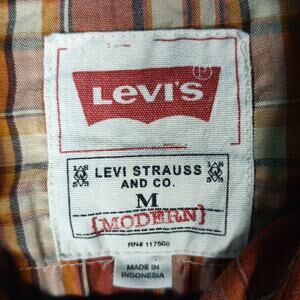 LEVI'S
R
LEVI STRAUSS
AND CO.
M
[MODERN]
RN# 117508
MADE IN
INDONESIA